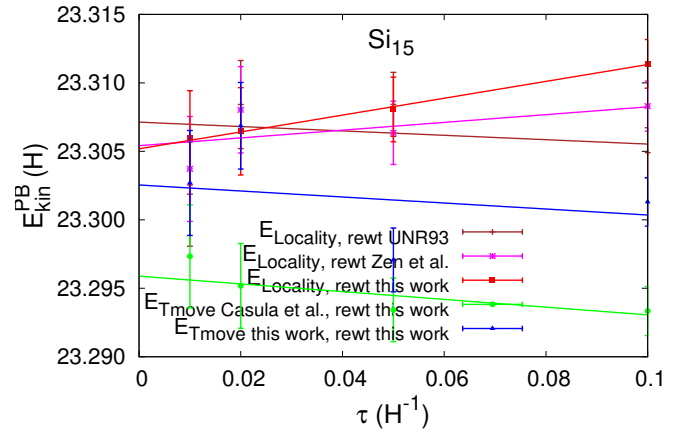 Si15
23.315
23.310
23.305
23.300
23.295
23.290
E^PB_kin (H)
E_Locality, rewt UNR93
E_Locality, rewt Zen et al.
E_Locality, rewt this work
E_Tmove Casula et al., rewt this work
E_Tmove this work, rewt this work
0 0.02 0.04 0.06 0.08 0.1
τ (H^-1)